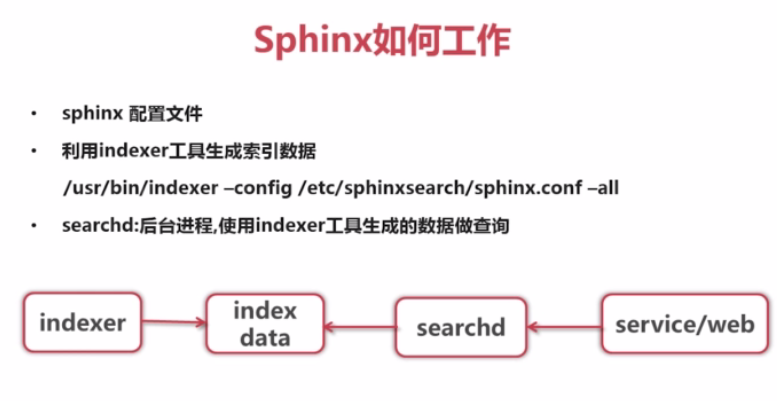 Sphinx如何工作
• sphinx 配置文件
• 利用indexer工具生成索引数据
/usr/bin/indexer –config /etc/sphinxsearch/sphinx.conf –all
• searchd:后台进程,使用indexer工具生成的数据做查询
indexer
index
data
searchd
service/web